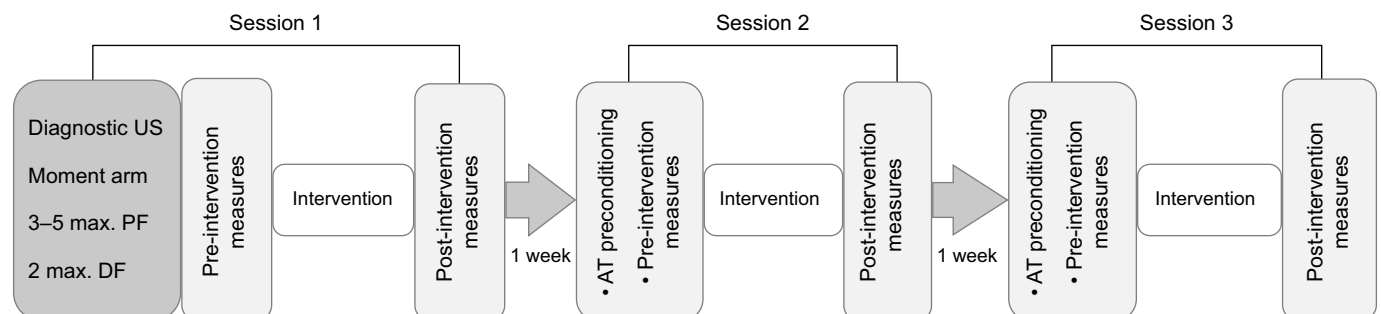 Session 1
Session 2
Session 3
Diagnostic US
Moment arm
3–5 max. PF
2 max. DF
Pre-intervention
measures
Intervention
Post-intervention
measures
1 week
• AT preconditioning
• Pre-intervention
measures
Intervention
Post-intervention
measures
1 week
• AT preconditioning
• Pre-intervention
measures
Intervention
Post-intervention
measures